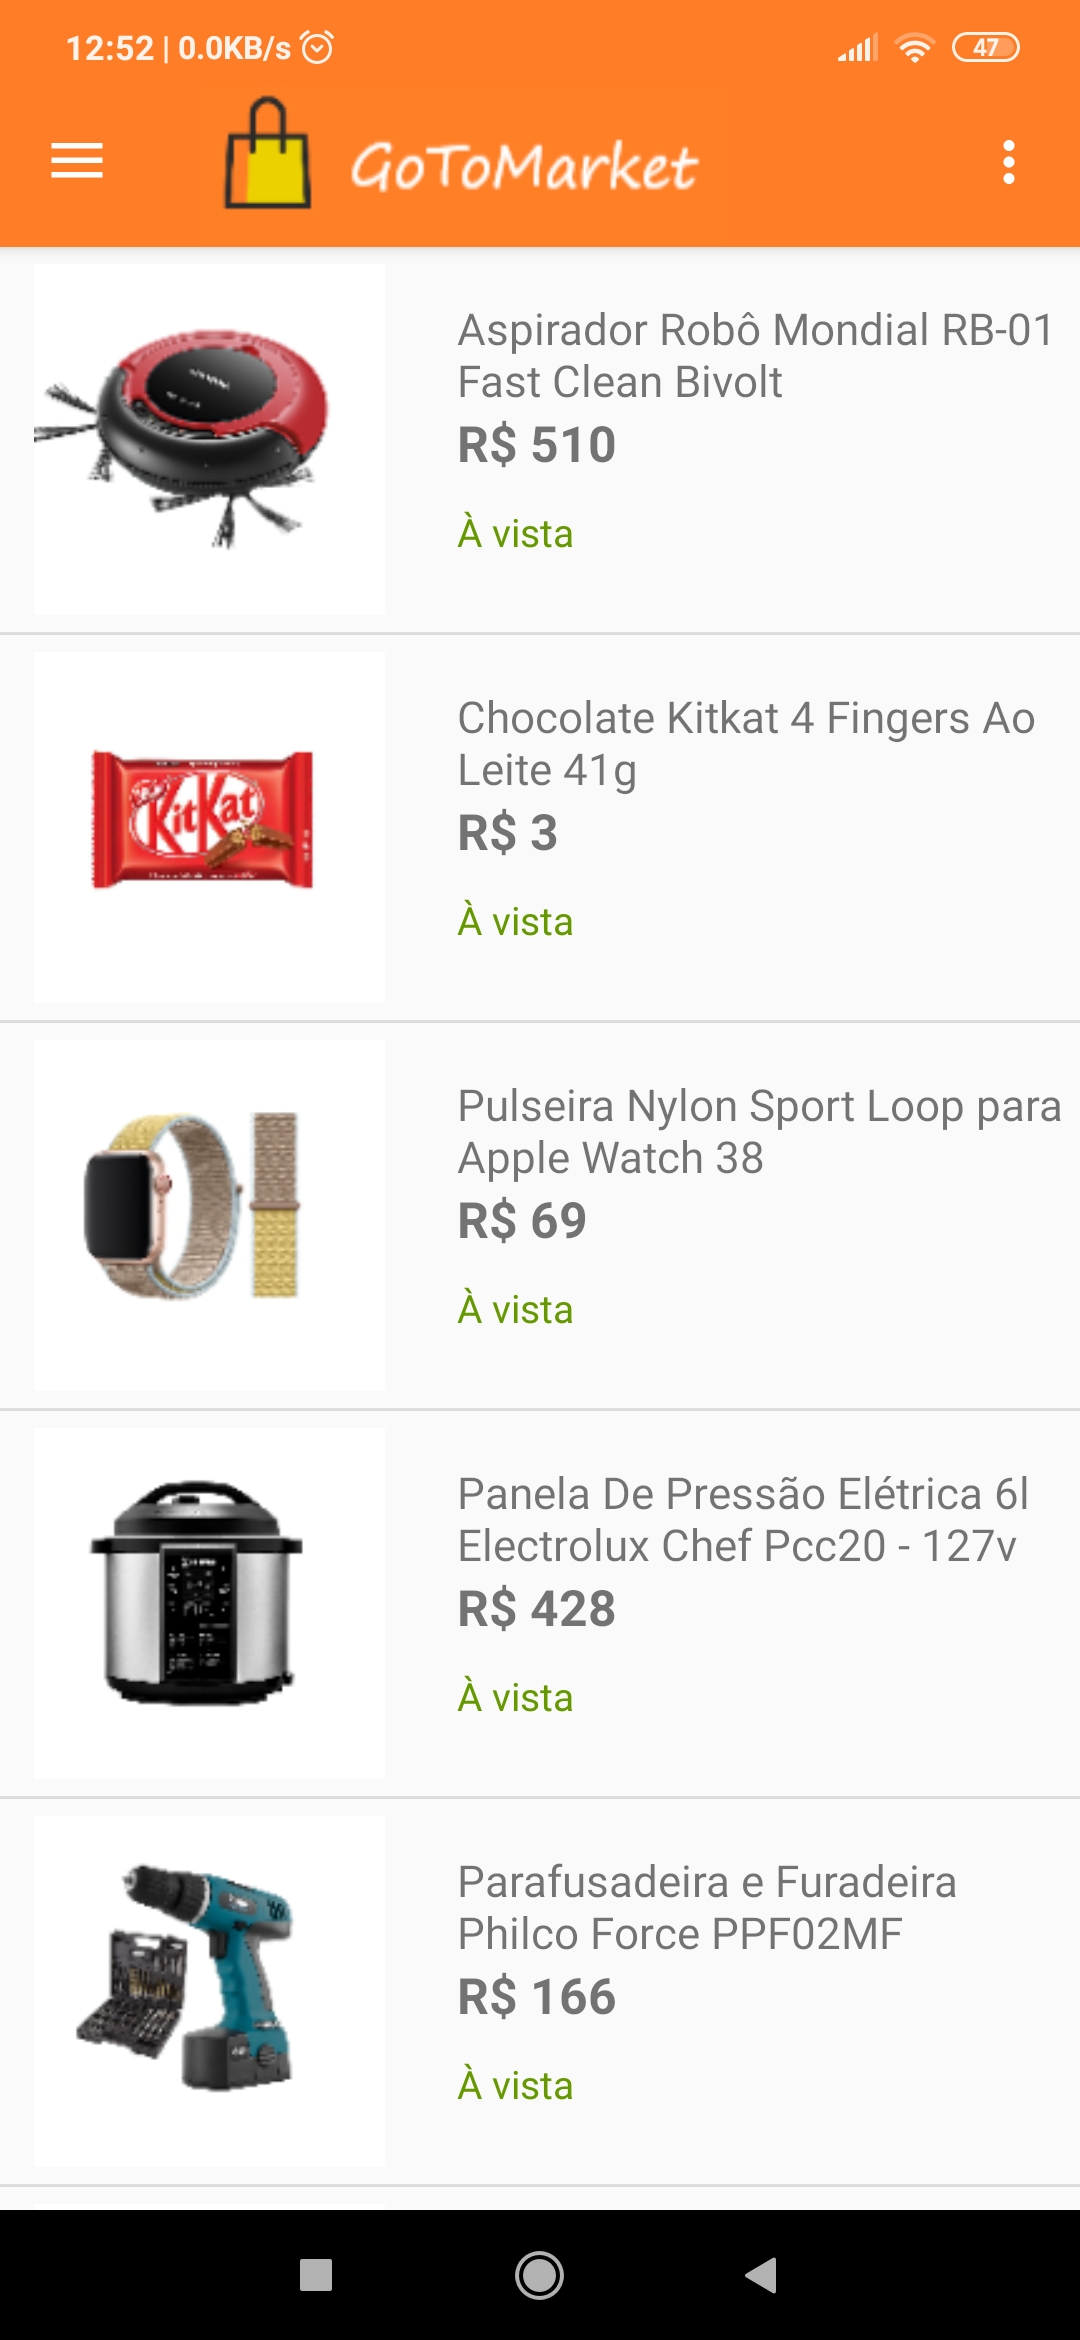 12:52 | 0.0KB/s
47
GoToMarket
Aspirador Robô Mondial RB-01
Fast Clean Bivolt
R$ 510
À vista
KitKat
Chocolate Kitkat 4 Fingers Ao
Leite 41g
R$ 3
À vista
Pulseira Nylon Sport Loop para
Apple Watch 38
R$ 69
À vista
Panela De Pressão Elétrica 6l
Electrolux Chef Pcc20 - 127v
R$ 428
À vista
Parafusadeira e Furadeira
Philco Force PPF02MF
R$ 166
À vista